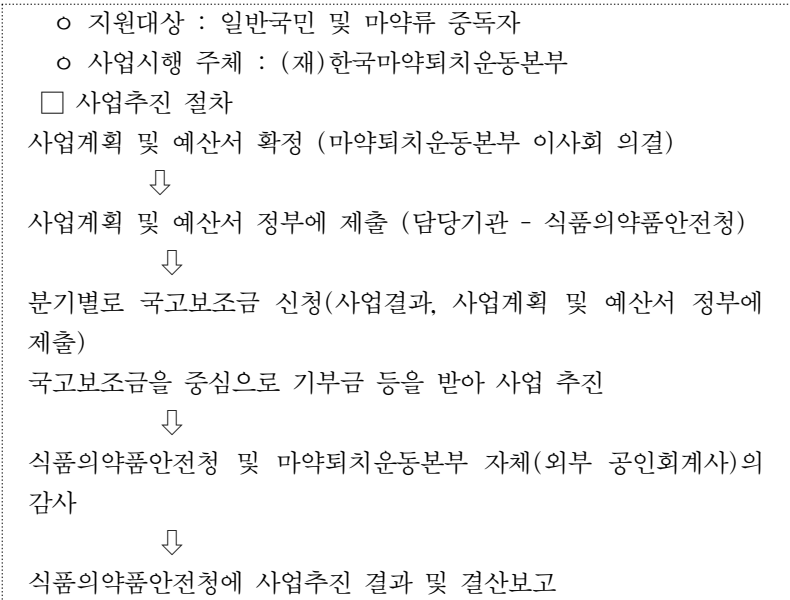 ㅇ 지원대상 : 일반국민 및 마약류 중독자
ㅇ 사업시행 주체 : (재)한국마약퇴치운동본부
□ 사업추진 절차
사업계획 및 예산서 확정 (마약퇴치운동본부 이사회 의결)
⇩
사업계획 및 예산서 정부에 제출 (담당기관 - 식품의약품안전청)
⇩
분기별로 국고보조금 신청(사업결과, 사업계획 및 예산서 정부에
제출)
국고보조금을 중심으로 기부금 등을 받아 사업 추진
⇩
식품의약품안전청 및 마약퇴치운동본부 자체(외부 공인회계사)의
감사
⇩
식품의약품안전청에 사업추진 결과 및 결산보고